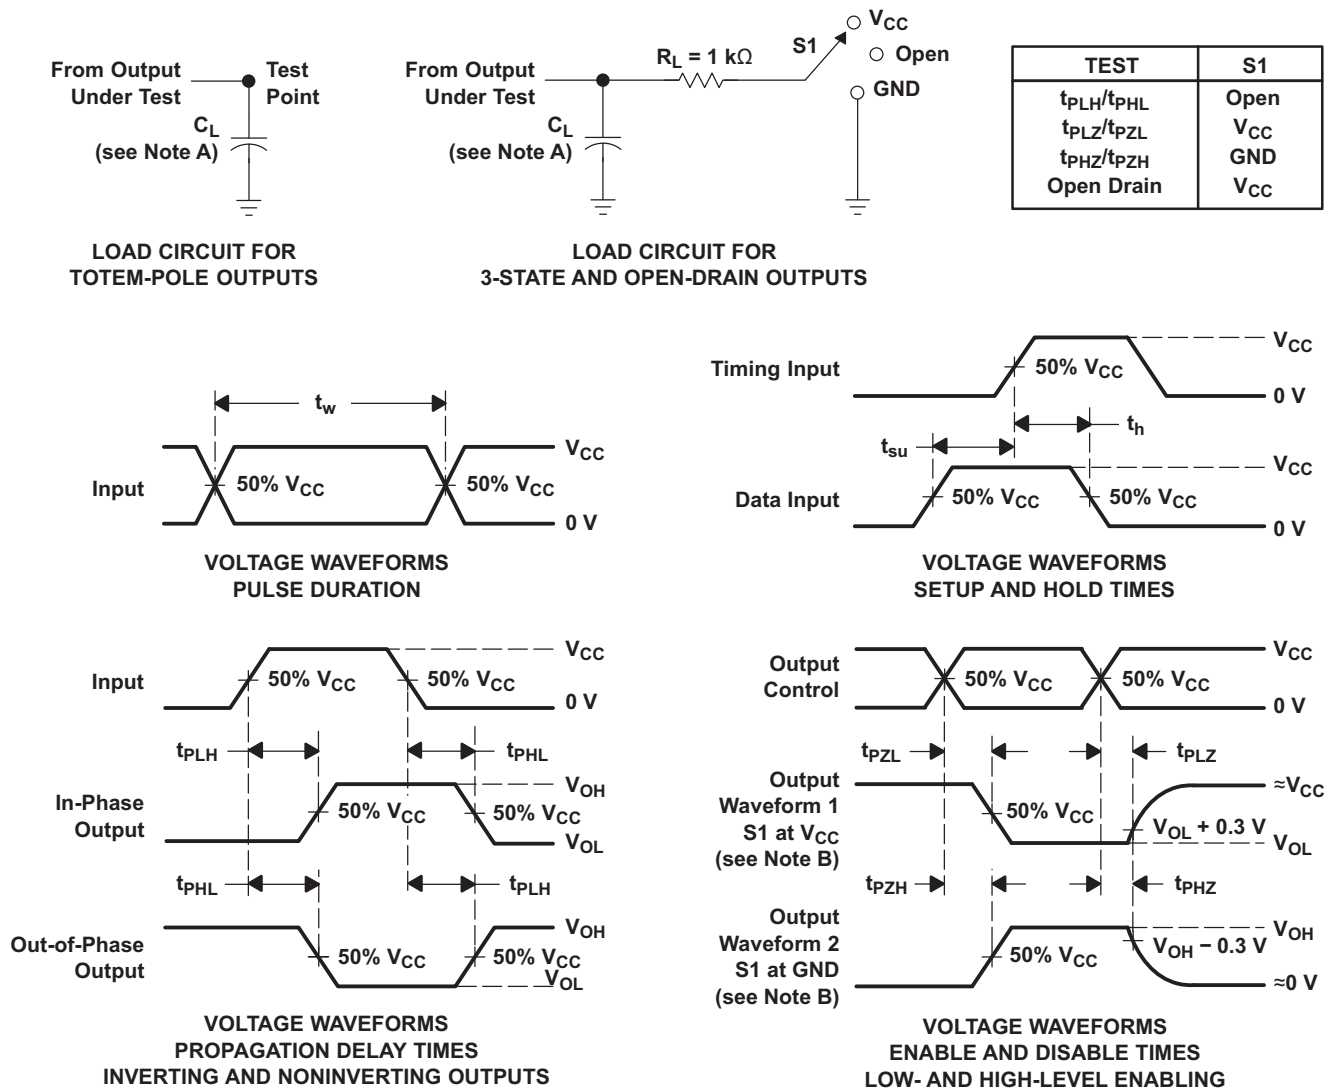 From Output
Under Test
Test
Point
C_L
(see Note A)
LOAD CIRCUIT FOR
TOTEM-POLE OUTPUTS
From Output
Under Test
R_L = 1 kΩ
S1
V_CC
Open
GND
C_L
(see Note A)
LOAD CIRCUIT FOR
3-STATE AND OPEN-DRAIN OUTPUTS
TEST S1
t_PLH/t_PHL Open
t_PLZ/t_PZL V_CC
t_PHZ/t_PZH GND
Open Drain V_CC
t_w
Input
50% V_CC
50% V_CC
V_CC
0 V
VOLTAGE WAVEFORMS
PULSE DURATION
Timing Input
50% V_CC
V_CC
0 V
t_su
t_h
Data Input
50% V_CC
50% V_CC
V_CC
0 V
VOLTAGE WAVEFORMS
SETUP AND HOLD TIMES
Input
50% V_CC
50% V_CC
V_CC
0 V
t_PLH
t_PHL
In-Phase
Output
50% V_CC
50% V_CC
V_OH
V_OL
t_PHL
t_PLH
Out-of-Phase
Output
50% V_CC
50% V_CC
V_OH
V_OL
VOLTAGE WAVEFORMS
PROPAGATION DELAY TIMES
INVERTING AND NONINVERTING OUTPUTS
Output
Control
50% V_CC
50% V_CC
V_CC
0 V
t_PZL
t_PLZ
Output
Waveform 1
S1 at V_CC
(see Note B)
50% V_CC
V_OL + 0.3 V
≈V_CC
V_OL
t_PZH
t_PHZ
Output
Waveform 2
S1 at GND
(see Note B)
50% V_CC
V_OH − 0.3 V
V_OH
≈0 V
VOLTAGE WAVEFORMS
ENABLE AND DISABLE TIMES
LOW- AND HIGH-LEVEL ENABLING